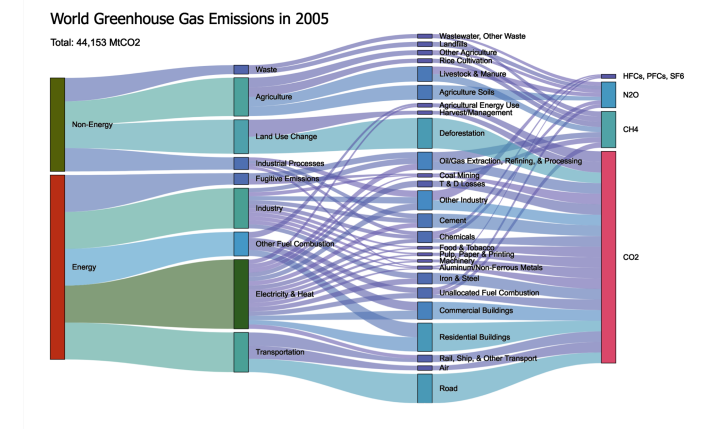 World Greenhouse Gas Emissions in 2005
Total: 44,153 MtCO2
Non-Energy
Energy
Waste
Agriculture
Land Use Change
Industrial Processes
Fugitive Emissions
Industry
Other Fuel Combustion
Electricity & Heat
Transportation
Wastewater, Other Waste
Landfills
Other Agriculture
Rice Cultivation
Livestock & Manure
Agriculture Soils
Agricultural Energy Use
Harvest/Management
Deforestation
Oil/Gas Extraction, Refining, & Processing
Coal Mining
T & D Losses
Other Industry
Cement
Chemicals
Food & Tobacco
Pulp, Paper & Printing
Machinery
Aluminum/Non-Ferrous Metals
Iron & Steel
Unallocated Fuel Combustion
Commercial Buildings
Residential Buildings
Rail, Ship, & Other Transport
Air
Road
HFCs, PFCs, SF6
N2O
CH4
CO2